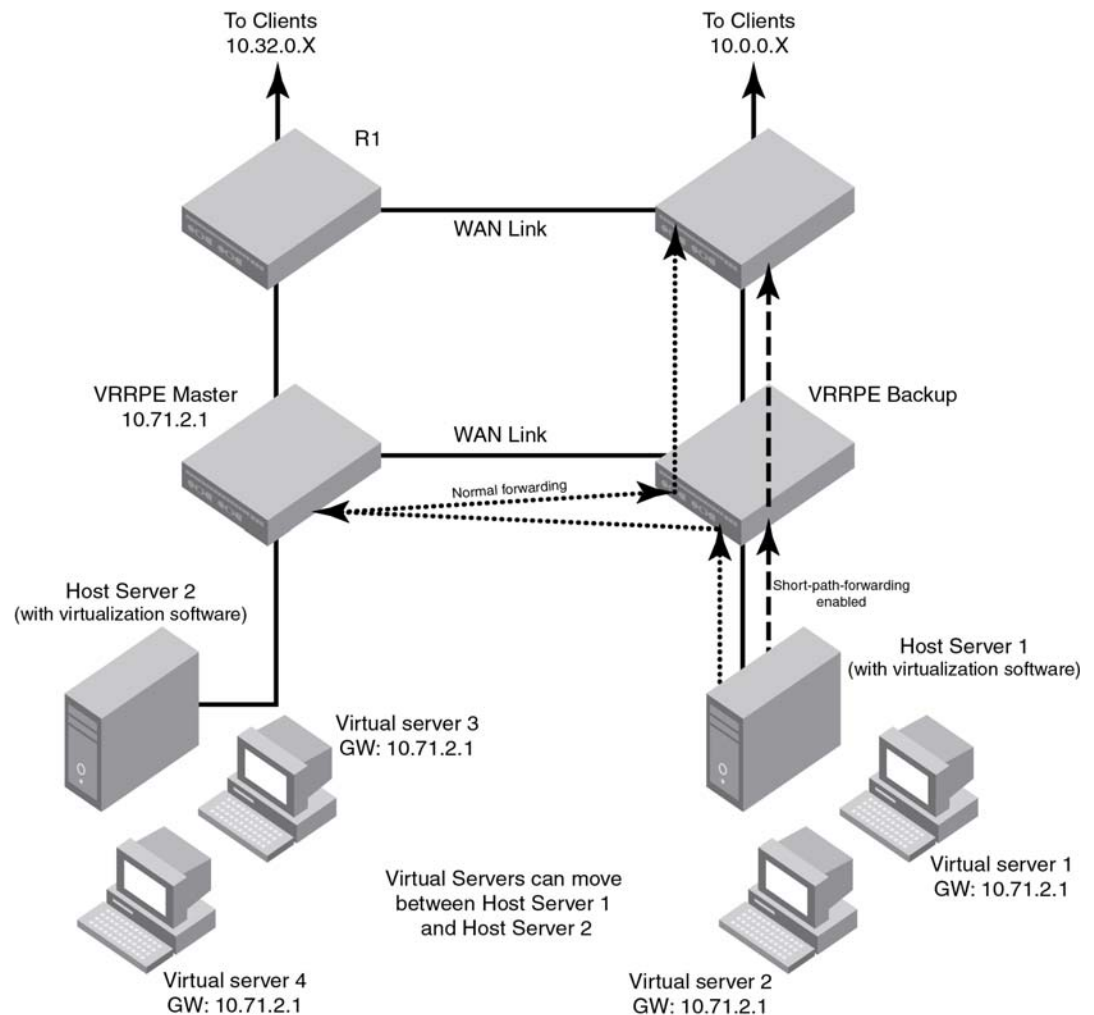 To Clients
10.32.0.X
To Clients
10.0.0.X
R1
WAN Link
VRRPE Master
10.71.2.1
VRRPE Backup
WAN Link
Normal forwarding
Short-path-forwarding
enabled
Host Server 2
(with virtualization software)
Host Server 1
(with virtualization software)
Virtual server 3
GW: 10.71.2.1
Virtual server 1
GW: 10.71.2.1
Virtual Servers can move
between Host Server 1
and Host Server 2
Virtual server 4
GW: 10.71.2.1
Virtual server 2
GW: 10.71.2.1